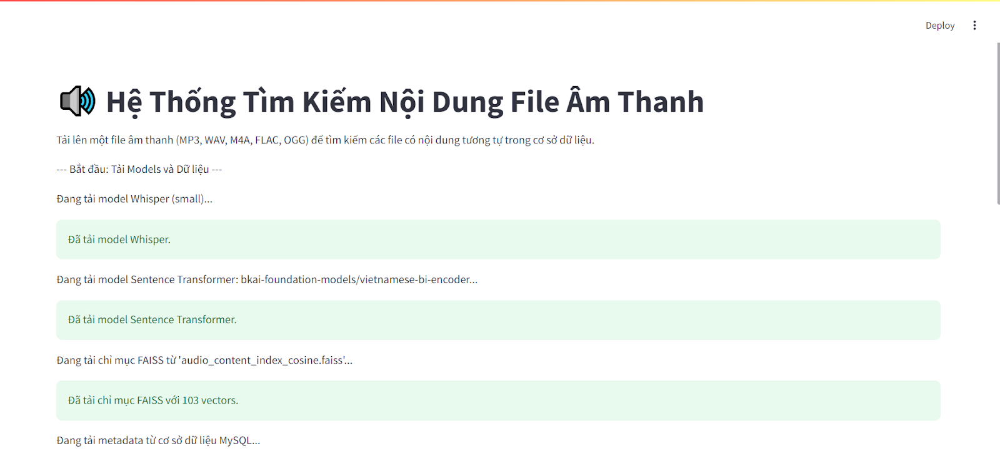 Deploy
Hệ Thống Tìm Kiếm Nội Dung File Âm Thanh
Tải lên một file âm thanh (MP3, WAV, M4A, FLAC, OGG) để tìm kiếm các file có nội dung tương tự trong cơ sở dữ liệu.
--- Bắt đầu: Tải Models và Dữ liệu ---
Đang tải model Whisper (small)...
Đã tải model Whisper.
Đang tải model Sentence Transformer: bkai-foundation-models/vietnamese-bi-encoder...
Đã tải model Sentence Transformer.
Đang tải chỉ mục FAISS từ 'audio_content_index_cosine.faiss'...
Đã tải chỉ mục FAISS với 103 vectors.
Đang tải metadata từ cơ sở dữ liệu MySQL...